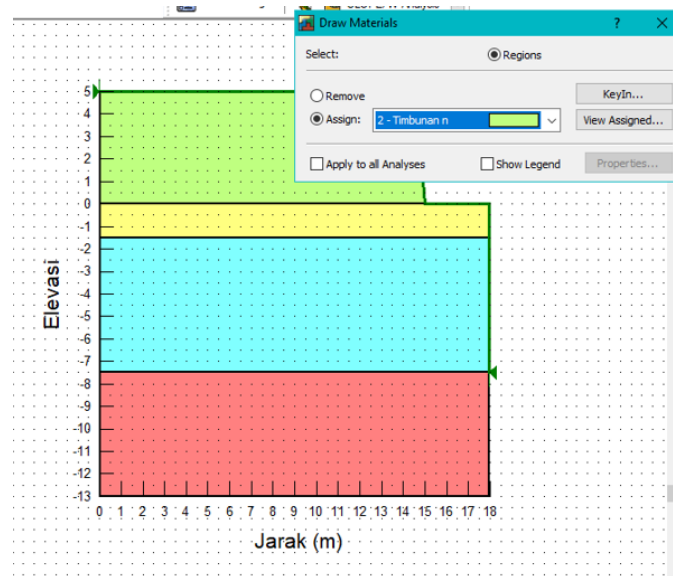 Draw Materials ? ×
Select:
Regions
Remove
KeyIn...
Assign:
2 - Timbunan n
View Assigned...
Apply to all Analyses
Show Legend
Properties...
5
4
3
2
1
0
-1
-2
-3
-4
-5
-6
-7
-8
-9
-10
-11
-12
-13
Elevasi
0 1 2 3 4 5 6 7 8 9 10 11 12 13 14 15 16 17 18
Jarak (m)